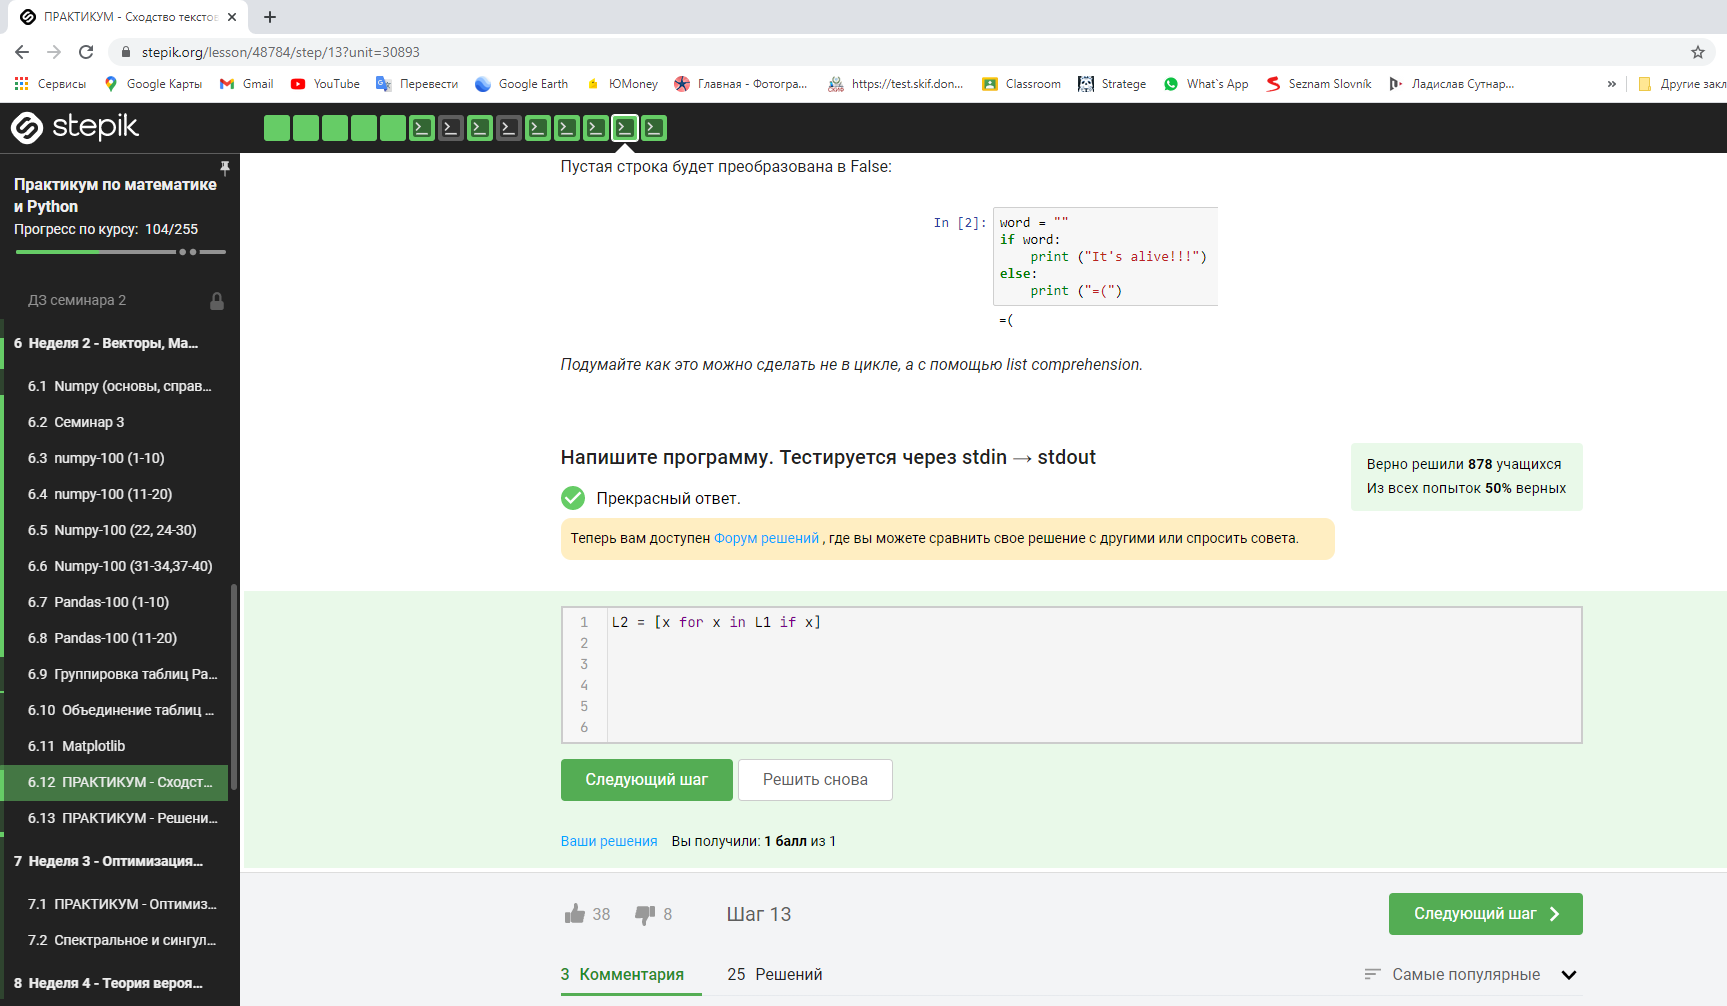 ПРАКТИКУМ - Сходство текстов
stepik.org/lesson/48784/step/13?unit=30893
Сервисы Google Карты Gmail YouTube Перевести Google Earth ЮMoney Главная - Фотогра... https://test.skif.don... Classroom Stratege What`s App Seznam Slovník Ладислав Сутнар... » Другие закл
stepik
Практикум по математике
и Python
Прогресс по курсу: 104/255
ДЗ семинара 2
6 Неделя 2 - Векторы, Ма...
6.1 Numpy (основы, справ...
6.2 Семинар 3
6.3 numpy-100 (1-10)
6.4 numpy-100 (11-20)
6.5 Numpy-100 (22, 24-30)
6.6 Numpy-100 (31-34,37-40)
6.7 Pandas-100 (1-10)
6.8 Pandas-100 (11-20)
6.9 Группировка таблиц Pa...
6.10 Объединение таблиц ...
6.11 Matplotlib
6.12 ПРАКТИКУМ - Сходст...
6.13 ПРАКТИКУМ - Решени...
7 Неделя 3 - Оптимизация...
7.1 ПРАКТИКУМ - Оптимиз...
7.2 Спектральное и сингул...
8 Неделя 4 - Теория вероя...
Пустая строка будет преобразована в False:
In [2]: word = ""
if word:
print ("It's alive!!!")
else:
print ("=(")
=(
Подумайте как это можно сделать не в цикле, а с помощью list comprehension.
Напишите программу. Тестируется через stdin → stdout
Верно решили 878 учащихся
Из всех попыток 50% верных
Прекрасный ответ.
Теперь вам доступен Форум решений , где вы можете сравнить свое решение с другими или спросить совета.
1 L2 = [x for x in L1 if x]
2
3
4
5
6
Следующий шаг Решить снова
Ваши решения Вы получили: 1 балл из 1
38 8 Шаг 13 Следующий шаг
3 Комментария 25 Решений Самые популярные